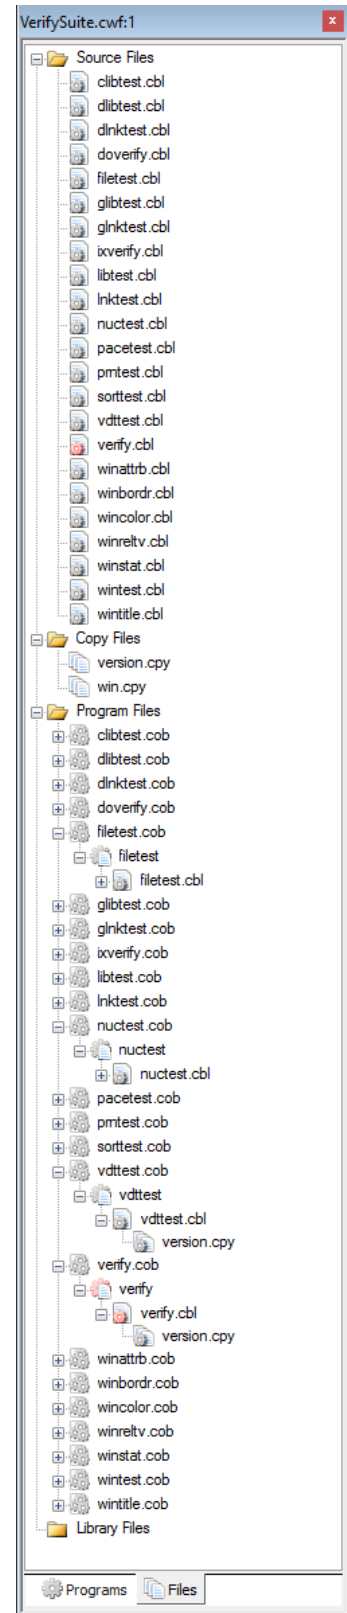 VerifySuite.cwf:1
Source Files
clibtest.cbl
dlibtest.cbl
dlnktest.cbl
doverify.cbl
filetest.cbl
glibtest.cbl
glnktest.cbl
ixverify.cbl
libtest.cbl
lnktest.cbl
nuctest.cbl
pacetest.cbl
prntest.cbl
sorttest.cbl
vdttest.cbl
verify.cbl
winattrb.cbl
winbordr.cbl
wincolor.cbl
winreltv.cbl
winstat.cbl
wintest.cbl
wintitle.cbl
Copy Files
version.cpy
win.cpy
Program Files
clibtest.cob
dlibtest.cob
dlnktest.cob
doverify.cob
filetest.cob
filetest
filetest.cbl
glibtest.cob
glnktest.cob
ixverify.cob
libtest.cob
lnktest.cob
nuctest.cob
nuctest
nuctest.cbl
pacetest.cob
prntest.cob
sorttest.cob
vdttest.cob
vdttest
vdttest.cbl
version.cpy
verify.cob
verify
verify.cbl
version.cpy
winattrb.cob
winbordr.cob
wincolor.cob
winreltv.cob
winstat.cob
wintest.cob
wintitle.cob
Library Files
Programs Files